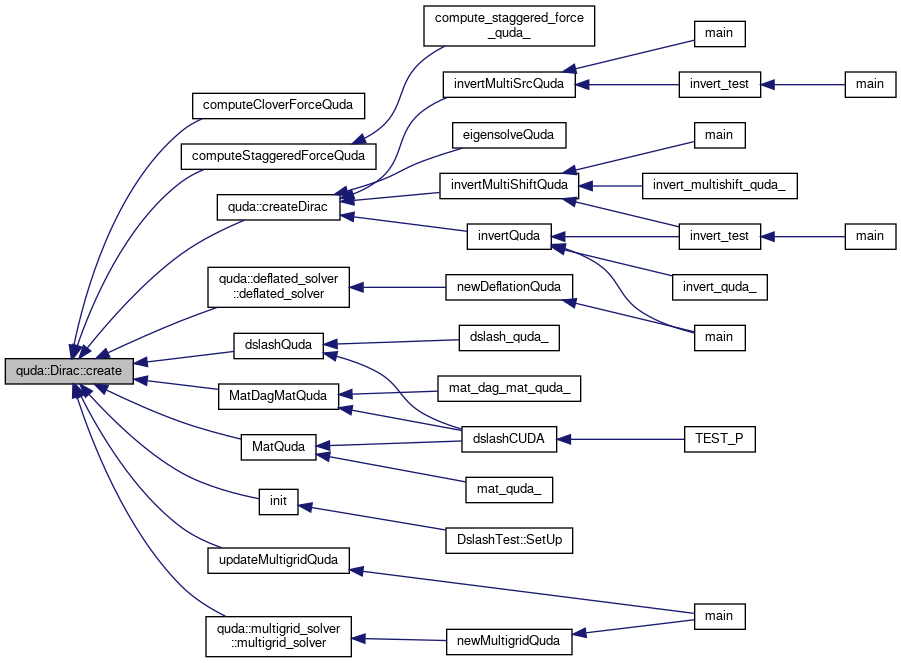 compute_staggered_force
_quda_
main
invertMultiSrcQuda
invert_test
main
computeCloverForceQuda
eigensolveQuda
main
computeStaggeredForceQuda
invertMultiShiftQuda
invert_multishift_quda_
quda::createDirac
invertQuda
invert_test
main
quda::deflated_solver
::deflated_solver
newDeflationQuda
invert_quda_
dslashQuda
dslash_quda_
main
quda::Dirac::create
MatDagMatQuda
mat_dag_mat_quda_
MatQuda
dslashCUDA
TEST_P
mat_quda_
init
DslashTest::SetUp
updateMultigridQuda
main
quda::multigrid_solver
::multigrid_solver
newMultigridQuda